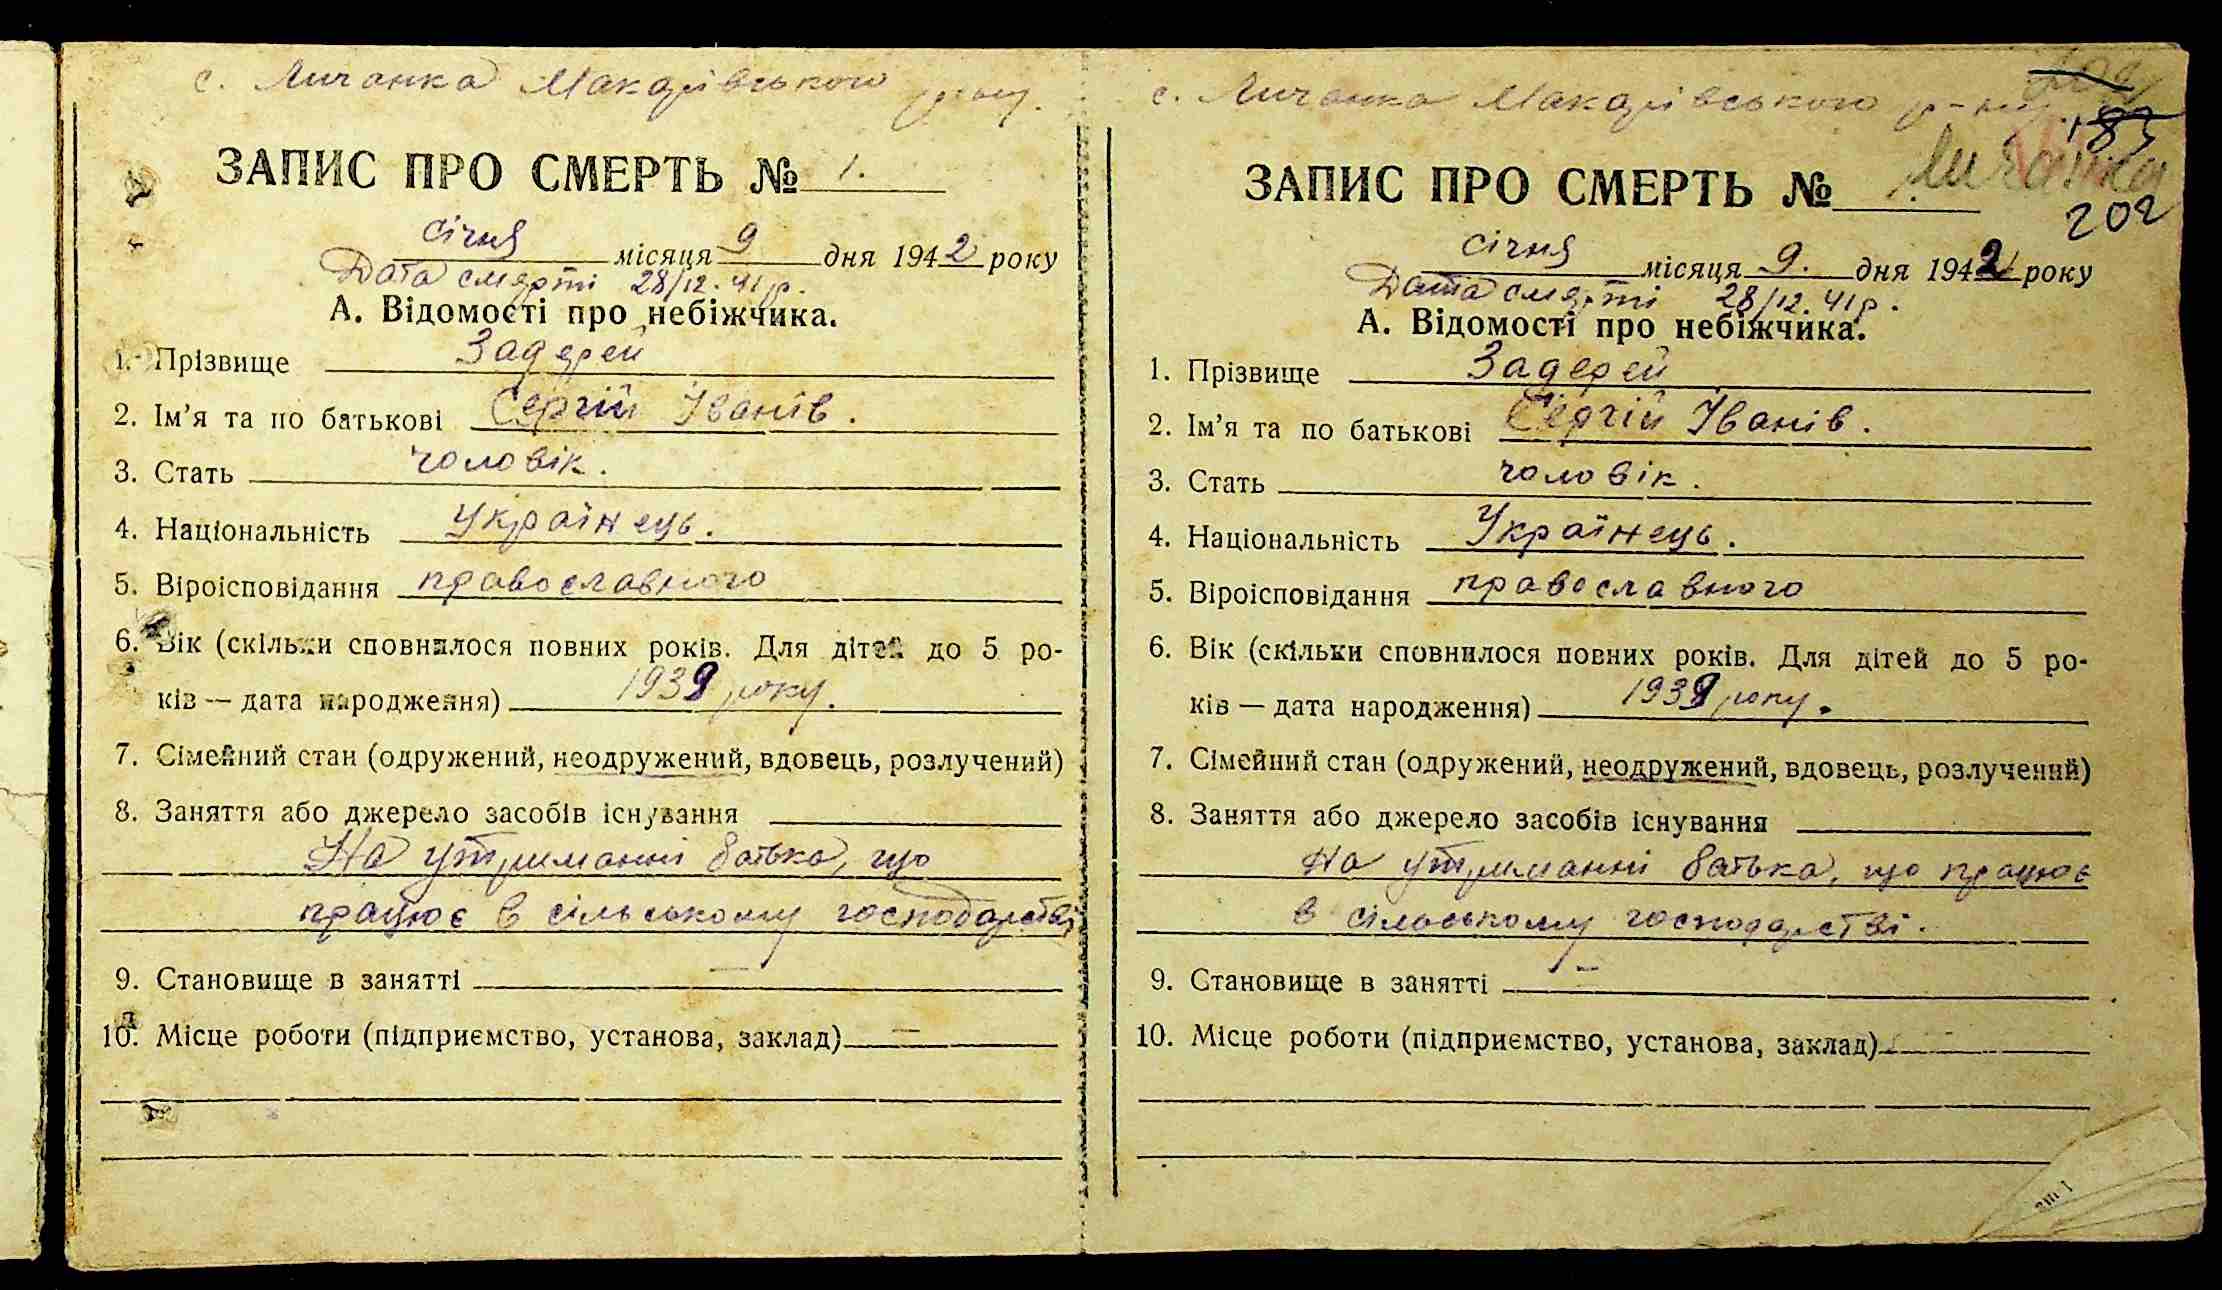 с. Личанка Макарівського р-ну.
ЗАПИС ПРО СМЕРТЬ № 1.
січня місяця 9 дня 1942 року
Дата смерті 28/12. 41 р.
А. Відомості про небіжчика.
1. Прізвище Задерей
2. Ім'я та по батькові Сергій Іванів.
3. Стать чоловік.
4. Національність Українець.
5. Віроісповідання православного
6. Вік (скільки сповнилося повних років. Для дітей до 5 ро-
ків — дата народження) 1939 року.
7. Сімейний стан (одружений, неодружений, вдовець, розлучений)
8. Заняття або джерело засобів існування
На утриманні батька, що
працює в сільському господарстві
9. Становище в занятті —
10. Місце роботи (підприємство, установа, заклад) —
с. Личанка Макарівського р-ну
183
Личанка
202
ЗАПИС ПРО СМЕРТЬ № 1.
січня місяця 9. дня 1942 року
Дата смерті 28/12. 41 р.
А. Відомості про небіжчика.
1. Прізвище Задерей
2. Ім'я та по батькові Сергій Іванів.
3. Стать чоловік.
4. Національність Українець.
5. Віроісповідання православного
6. Вік (скільки сповнилося повних років. Для дітей до 5 ро-
ків — дата народження) 1939 року.
7. Сімейний стан (одружений, неодружений, вдовець, розлучений)
8. Заняття або джерело засобів існування
На утриманні батька, що працює
в сільському господарстві.
9. Становище в занятті —
10. Місце роботи (підприємство, установа, заклад)